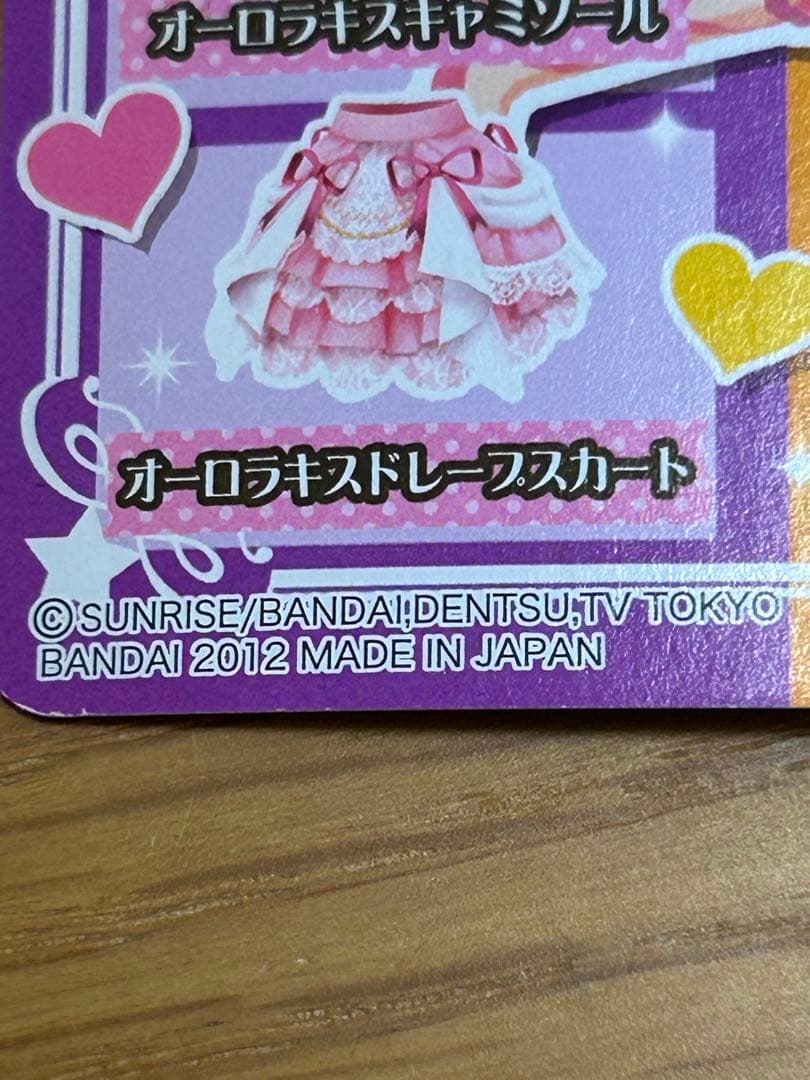 オーロラキスキャミソール
オーロラキスドレープスカート
©SUNRISE/BANDAI,DENTSU,TV TOKYO
BANDAI 2012 MADE IN JAPAN